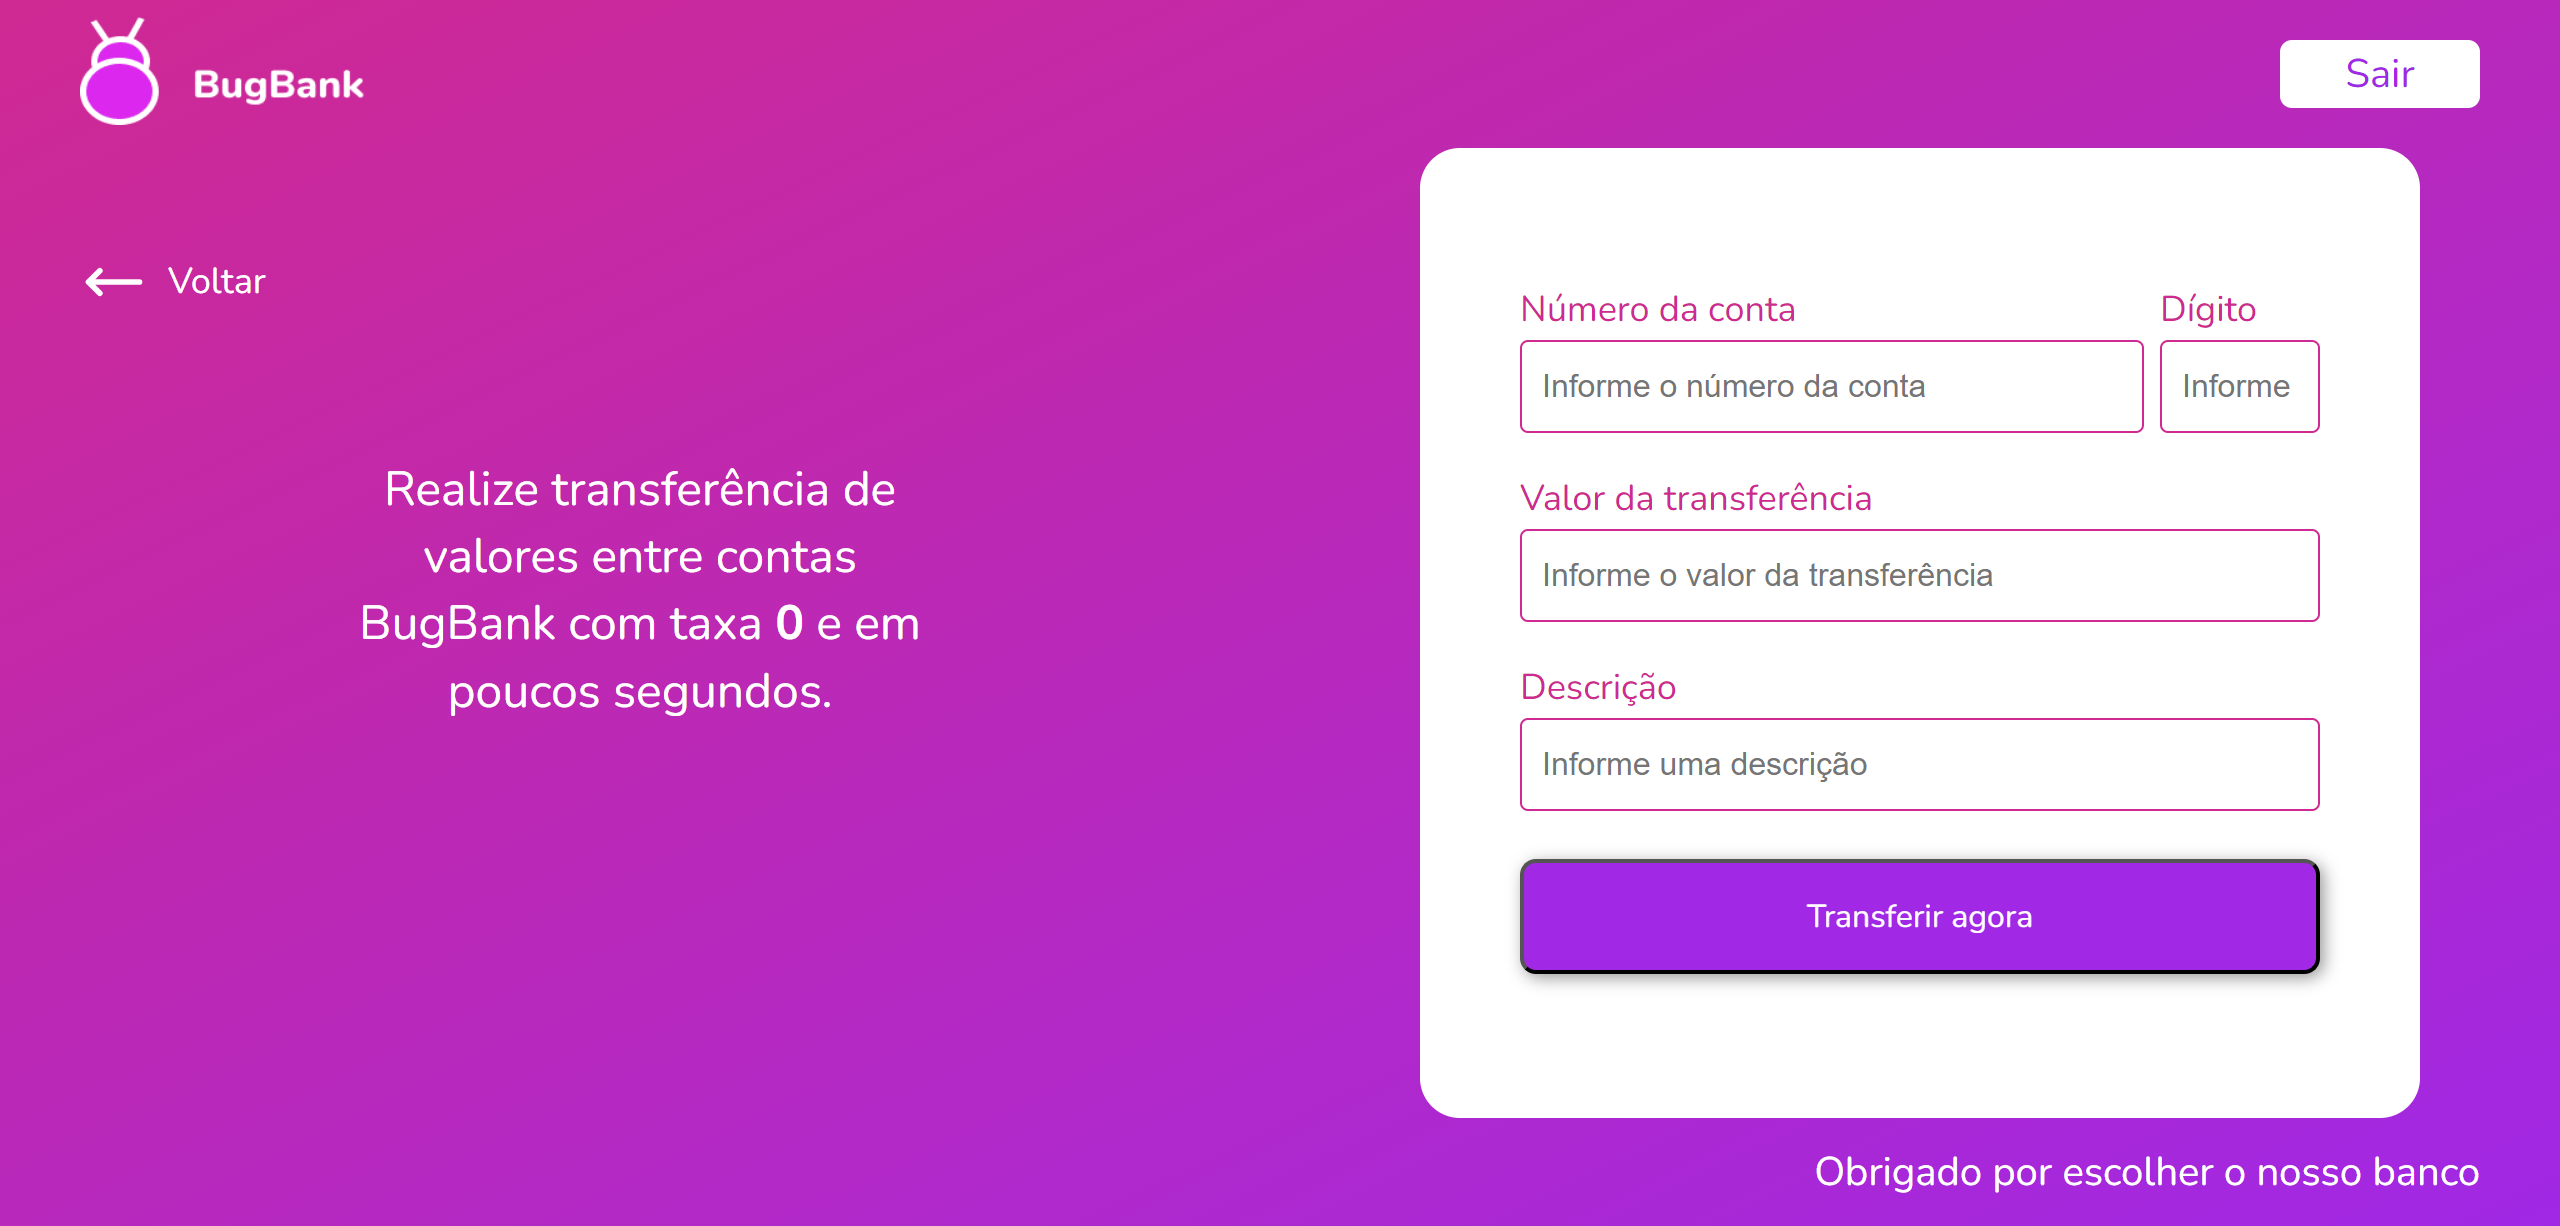 BugBank
Sair
Voltar
Realize transferência de
valores entre contas
BugBank com taxa 0 e em
poucos segundos.
Número da conta
Dígito
Informe o número da conta
Informe
Valor da transferência
Informe o valor da transferência
Descrição
Informe uma descrição
Transferir agora
Obrigado por escolher o nosso banco